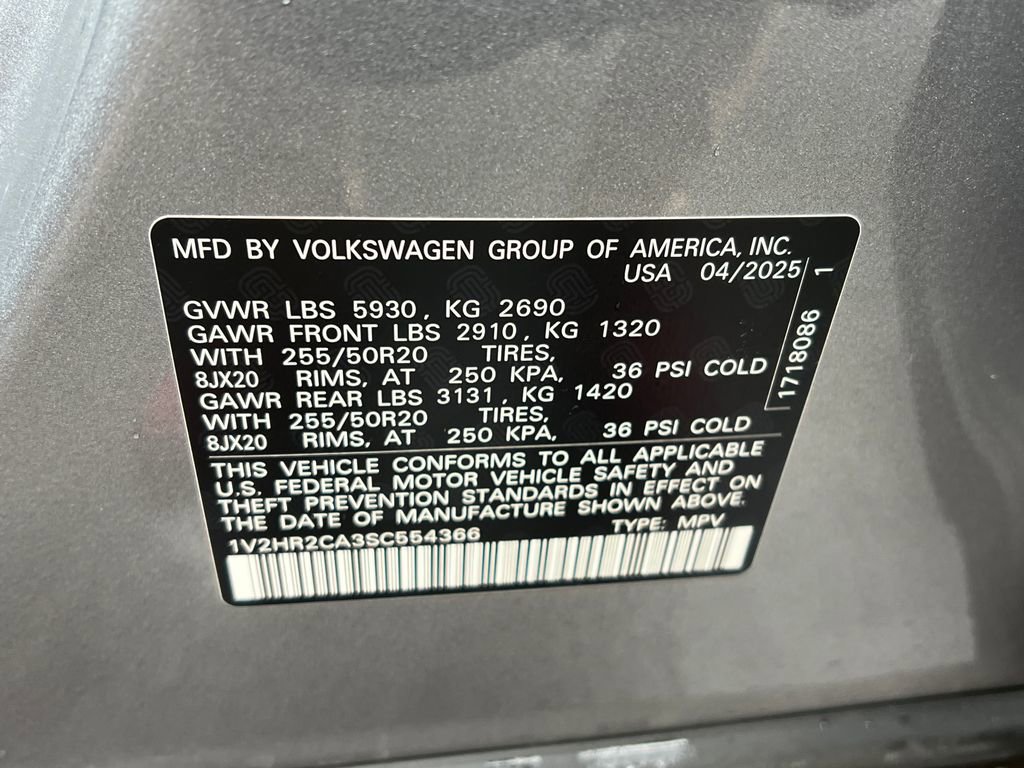 MFD BY VOLKSWAGEN GROUP OF AMERICA, INC.
USA 04/2025
GVWR LBS 5930, KG 2690
GAWR FRONT LBS 2910, KG 1320
WITH 255/50R20 TIRES,
8JX20 RIMS, AT 250 KPA, 36 PSI COLD
GAWR REAR LBS 3131, KG 1420
WITH 255/50R20 TIRES,
8JX20 RIMS, AT 250 KPA, 36 PSI COLD
1718086 1
THIS VEHICLE CONFORMS TO ALL APPLICABLE
U.S. FEDERAL MOTOR VEHICLE SAFETY AND
THEFT PREVENTION STANDARDS IN EFFECT ON
THE DATE OF MANUFACTURE SHOWN ABOVE.
1V2HR2CA3SC554366 TYPE: MPV